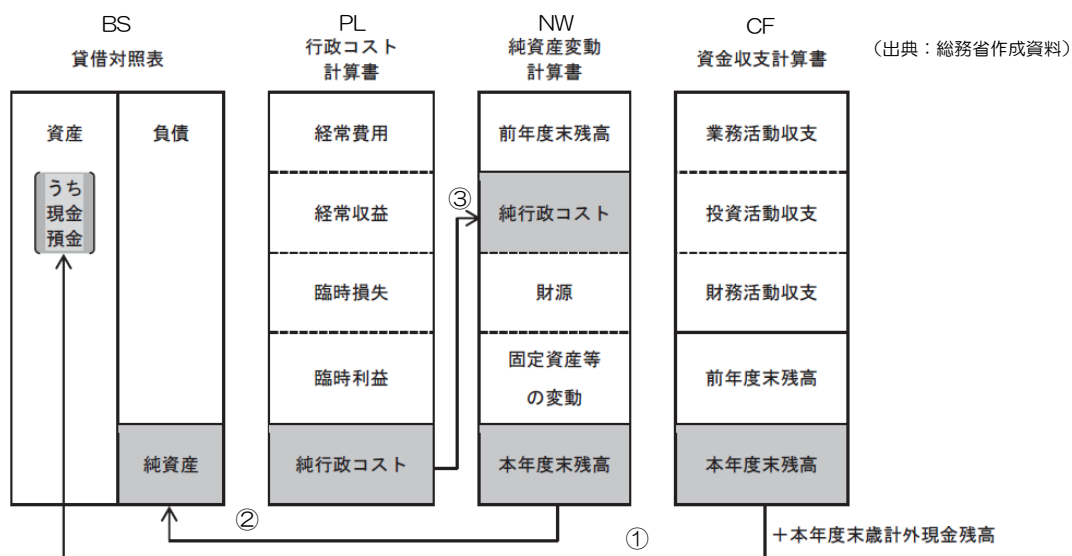 BS
貸借対照表
PL
行政コスト
計算書
NW
純資産変動
計算書
CF
資金収支計算書
（出典：総務省作成資料）
資産
うち
現金
預金
負債
純資産
経常費用
経常収益
臨時損失
臨時利益
純行政コスト
③
前年度末残高
純行政コスト
財源
固定資産等
の変動
本年度末残高
業務活動収支
投資活動収支
財務活動収支
前年度末残高
本年度末残高
②
①
＋本年度末歳計外現金残高